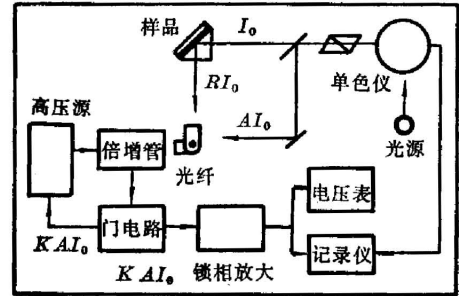 样品
I₀
单色仪
RI₀
AI₀
光源
高压源
倍增管
光纤
电压表
门电路
KAI₀
KAI₀
锁相放大
记录仪